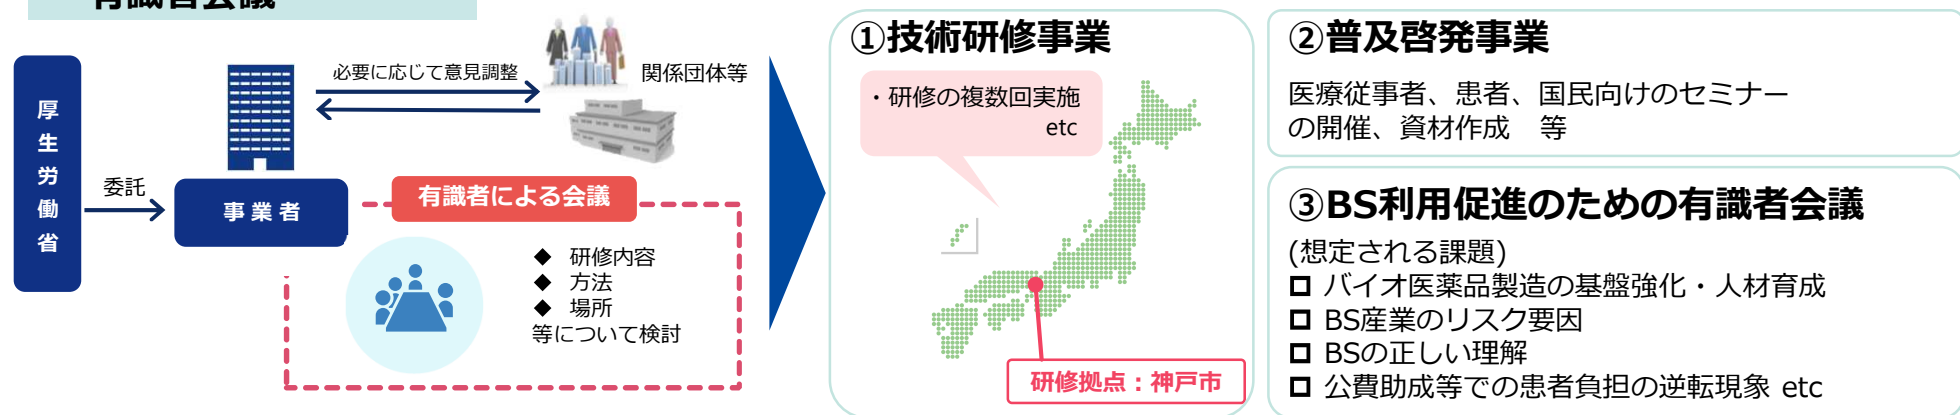 有識者会議
厚生労働省
委託
事業者
必要に応じて意見調整
関係団体等
有識者による会議
◆ 研修内容
◆ 方法
◆ 場所
等について検討
①技術研修事業
・研修の複数回実施
etc
研修拠点：神戸市
②普及啓発事業
医療従事者、患者、国民向けのセミナー
の開催、資材作成　等
③BS利用促進のための有識者会議
(想定される課題)
バイオ医薬品製造の基盤強化・人材育成
BS産業のリスク要因
BSの正しい理解
公費助成等での患者負担の逆転現象 etc